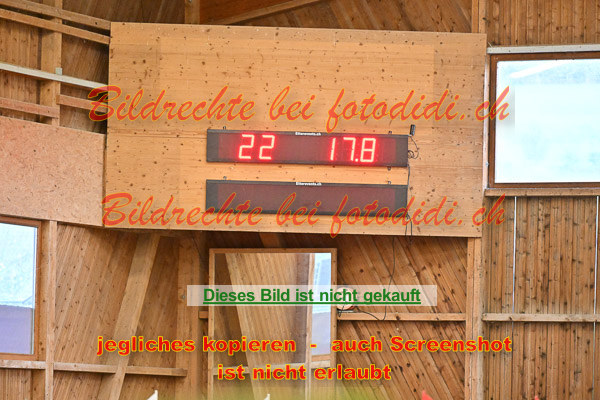 Bildrechte bei fotodidi.ch
22 17.8
Bildrechte bei fotodidi.ch
Dieses Bild ist nicht gekauft
jegliches kopieren - auch Screenshot
ist nicht erlaubt